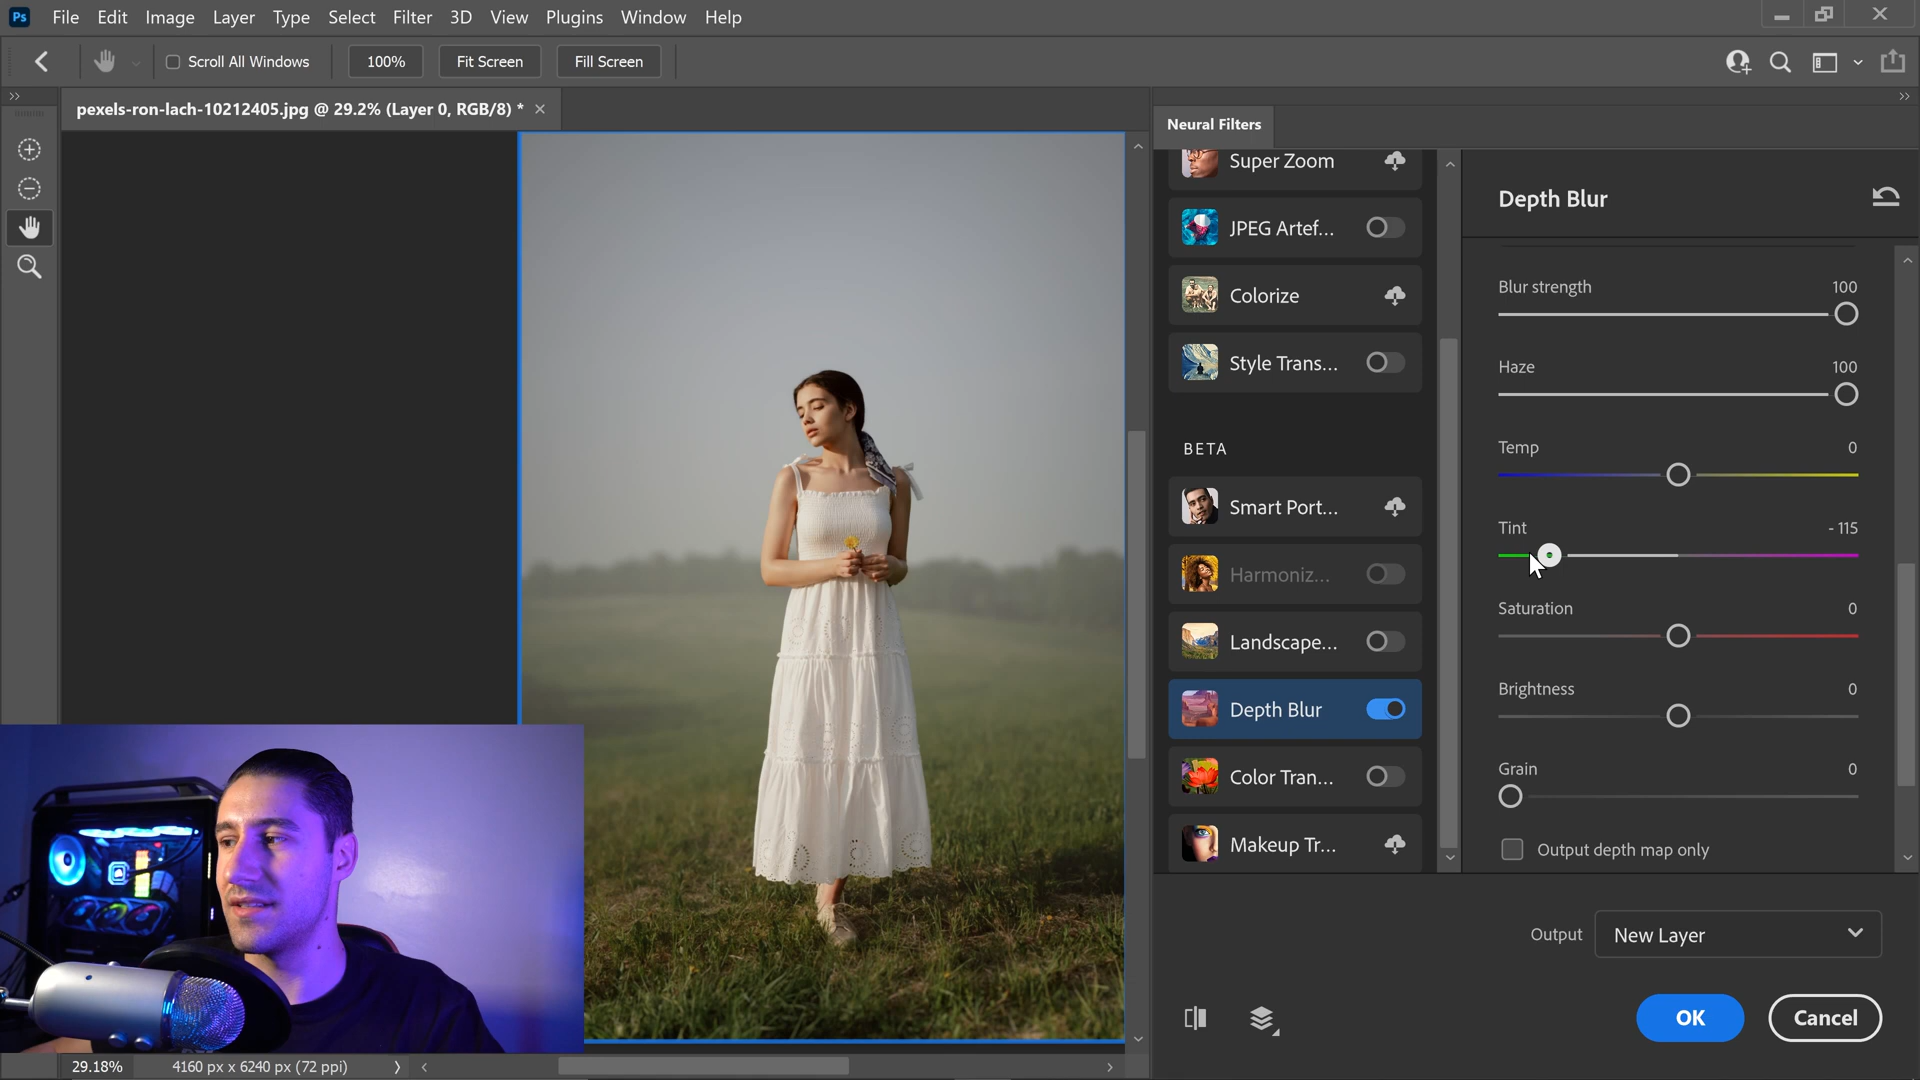 Ps File Edit Image Layer Type Select Filter 3D View Plugins Window Help
Scroll All Windows 100% Fit Screen Fill Screen
pexels-ron-lach-10212405.jpg @ 29.2% (Layer 0, RGB/8) *
Neural Filters
Super Zoom
JPEG Artef...
Colorize
Style Trans...
BETA
Smart Port...
Harmoniz...
Landscape...
Depth Blur
Color Tran...
Makeup Tr...
Depth Blur
Blur strength 100
Haze 100
Temp 0
Tint - 115
Saturation 0
Brightness 0
Grain 0
Output depth map only
Output New Layer
OK Cancel
29.18% 4160 px x 6240 px (72 ppi)